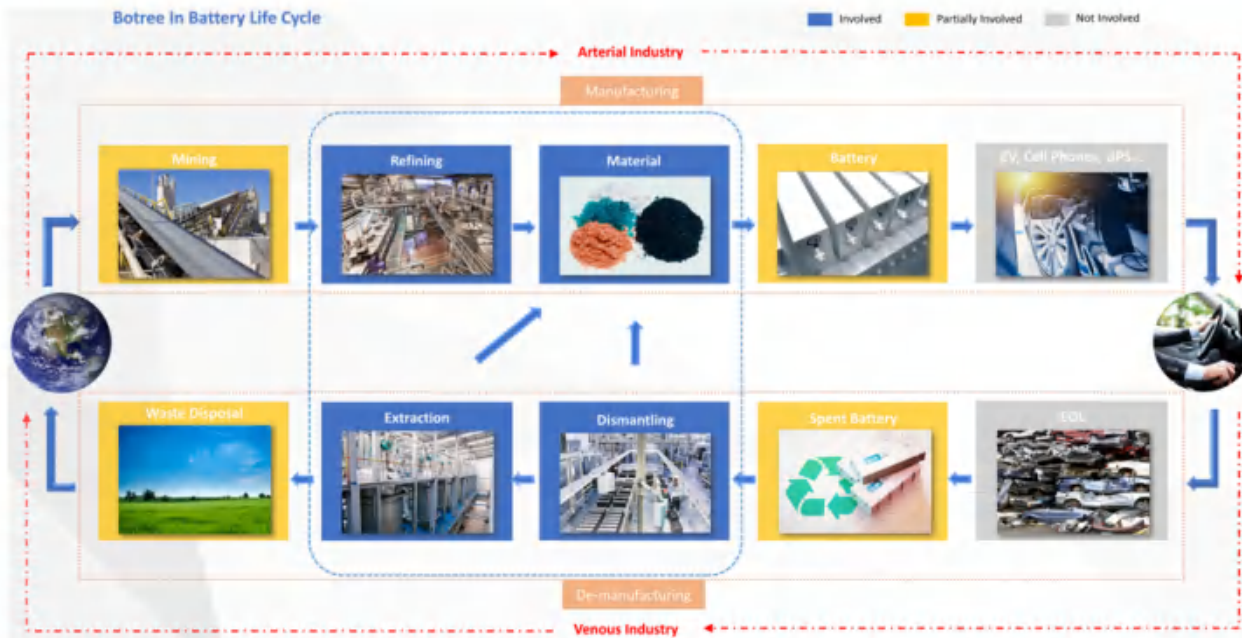 Botree In Battery Life Cycle
Involved
Partially Involved
Not Involved
Arterial Industry
Manufacturing
Mining
Refining
Material
Battery
EV, Cell Phones, UPS...
Waste Disposal
Extraction
Dismantling
Spent Battery
EOL
De-manufacturing
Venous Industry